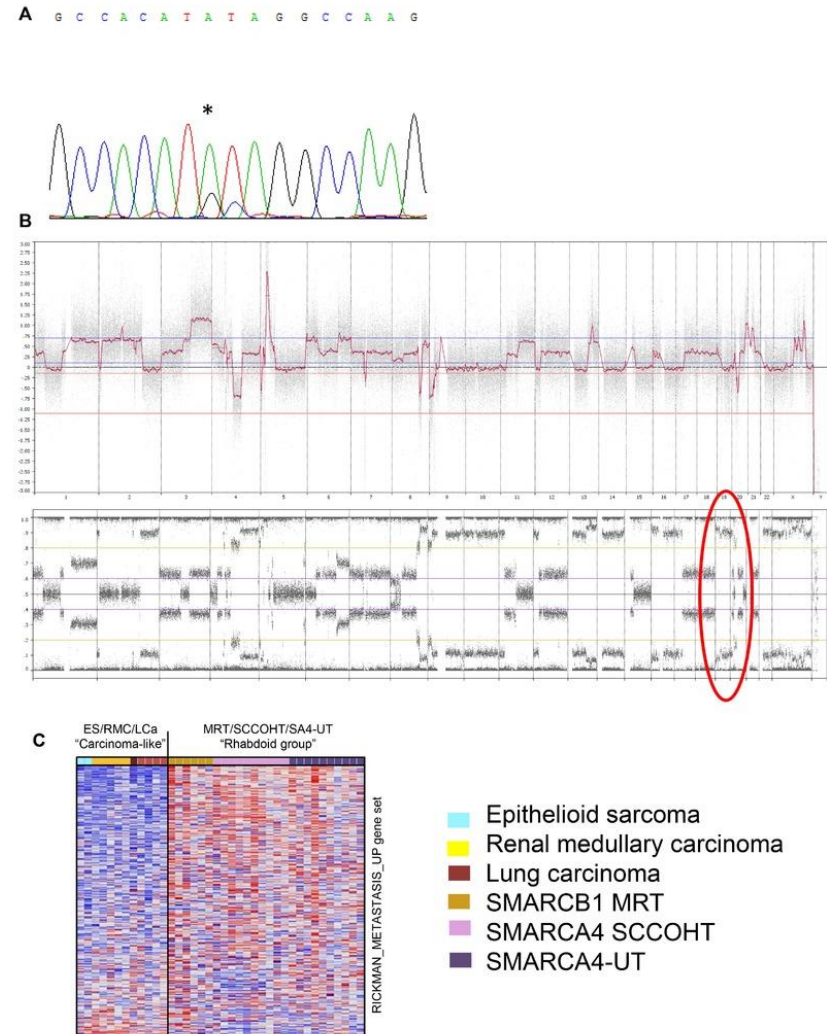 A
G C C A C A T A T A G G C C A A G
*
B
1 2 3 4 5 6 7 8 9 10 11 12 13 14 15 16 17 18 19 20 21 22 X Y
C
ES/RMC/LCa
"Carcinoma-like"
MRT/SCCOHT/SA4-UT
"Rhabdoid group"
RICKMAN_METASTASIS_UP gene set
Epithelioid sarcoma
Renal medullary carcinoma
Lung carcinoma
SMARCB1 MRT
SMARCA4 SCCOHT
SMARCA4-UT